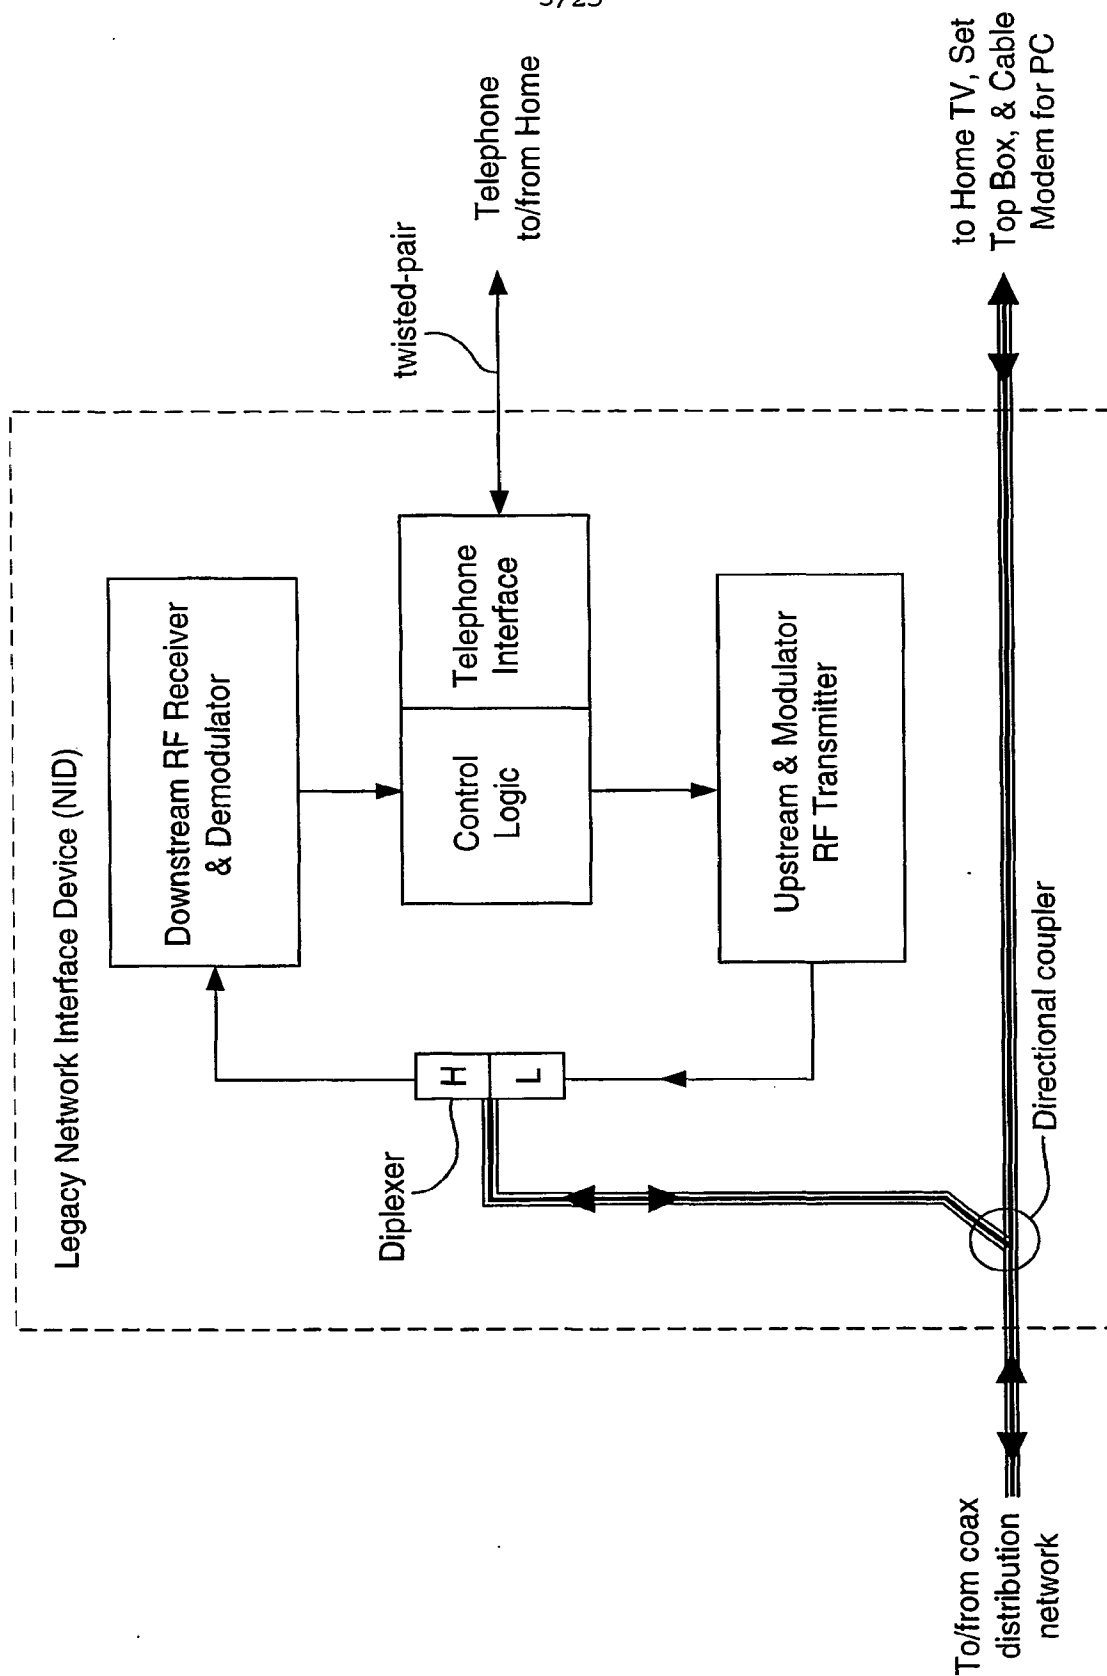 3/25
Legacy Network Interface Device (NID)
Downstream RF Receiver
& Demodulator
Diplexer
H
L
Control
Logic
Telephone
Interface
twisted-pair
Telephone
to/from Home
Upstream & Modulator
RF Transmitter
To/from coax
distribution
network
Directional coupler
to Home TV, Set
Top Box, & Cable
Modem for PC